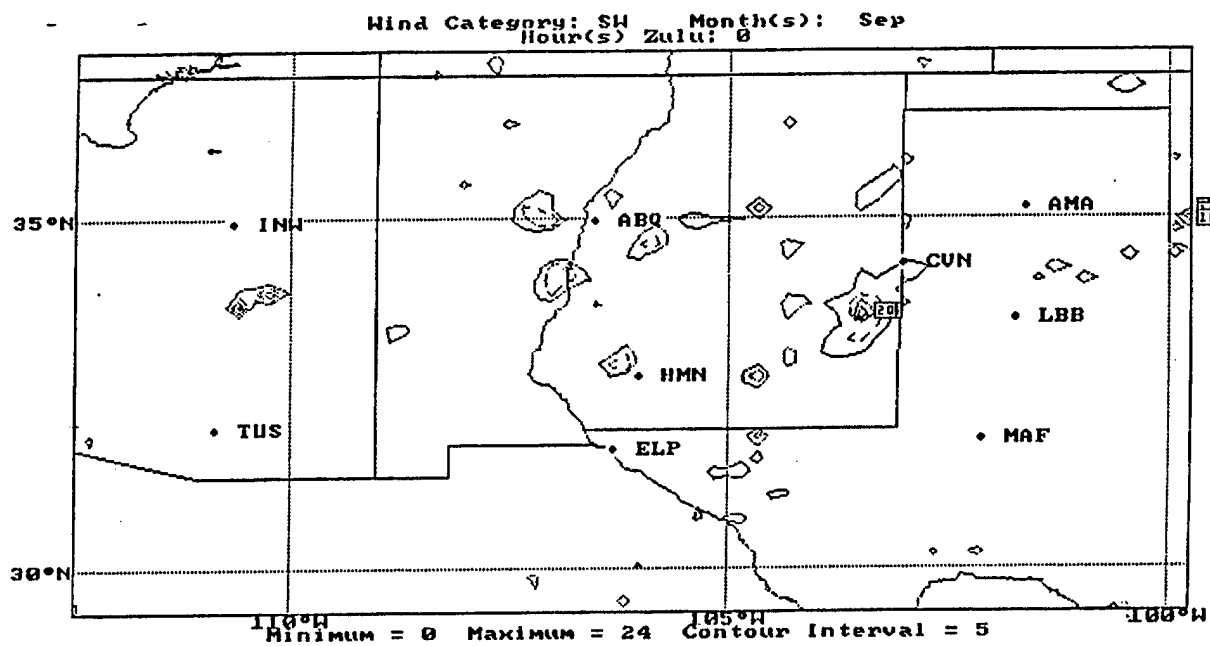 Wind Category: SW Month(s): Sep
Hour(s) Zulu: 0
35°N
INW
ABQ
AMA
CVN
20
LBB
HMN
TUS
ELP
MAF
30°N
110°W
105°W
100°W
Minimum = 0 Maximum = 24 Contour Interval = 5